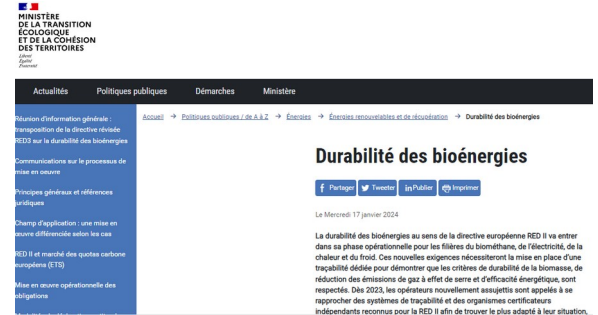 MINISTÈRE
DE LA TRANSITION
ÉCOLOGIQUE
ET DE LA COHÉSION
DES TERRITOIRES
Liberté
Égalité
Fraternité
Actualités Politiques publiques Démarches Ministère
Réunion d'information générale :
transposition de la directive révisée
RED3 sur la durabilité des bioénergies
Communications sur le processus de
mise en oeuvre
Principes généraux et références
juridiques
Champ d'application : une mise en
œuvre différenciée selon les cas
RED II et marché des quotas carbone
européens (ETS)
Mise en œuvre opérationnelle des
obligations
Accueil → Politiques publiques / de A à Z → Énergies → Énergies renouvelables et de récupération → Durabilité des bioénergies
Durabilité des bioénergies
Partager Tweeter Publier Imprimer
Le Mercredi 17 janvier 2024
La durabilité des bioénergies au sens de la directive européenne RED II va entrer
dans sa phase opérationnelle pour les filières du biométhane, de l'électricité, de la
chaleur et du froid. Ces nouvelles exigences nécessiteront la mise en place d'une
traçabilité dédiée pour démontrer que les critères de durabilité de la biomasse, de
réduction des émissions de gaz à effet de serre et d'efficacité énergétique, sont
respectés. Dès 2023, les opérateurs nouvellement assujettis sont appelés à se
rapprocher des systèmes de traçabilité et des organismes certificateurs
indépendants reconnus pour la RED II afin de trouver le plus adapté à leur situation,